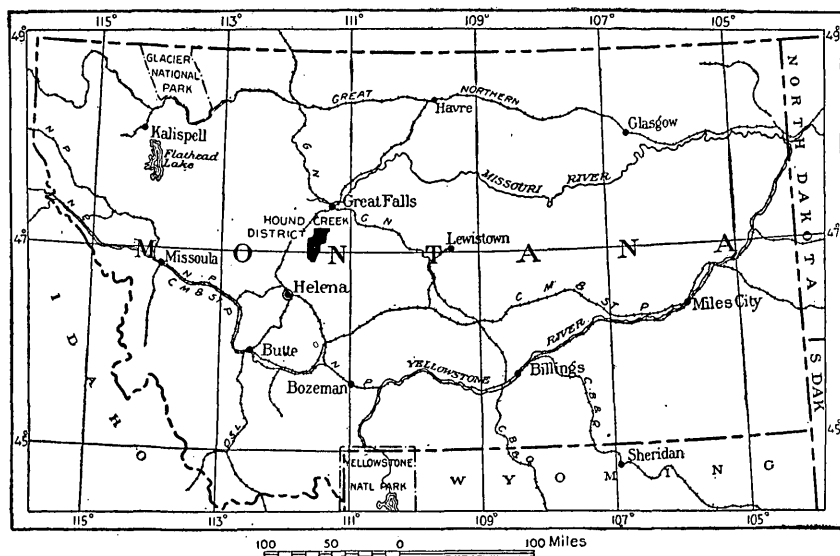 115° 113° 111° 109° 107° 105°
49° 49°
GLACIER
NATIONAL
PARK
GREAT NORTHERN
Havre
Kalispell
Flathead
Lake
Glasgow
N P
G N
MISSOURI RIVER
NORTH DAKOTA
Great Falls
HOUND CREEK
DISTRICT
G N
Lewistown
47° 47°
MONTANA
Missoula
N P
N. P.
C M & ST P
Helena
C M & ST P
Miles City
IDAHO
Butte
N P
YELLOWSTONE RIVER
Billings
Bozeman
S DAK
O.S.L.
C.B.&Q
C.B.&Q
45° 45°
YELLOWSTONE
NATL PARK
WYOMING
Sheridan
115° 113° 111° 109° 107° 105°
100 50 0 100 Miles